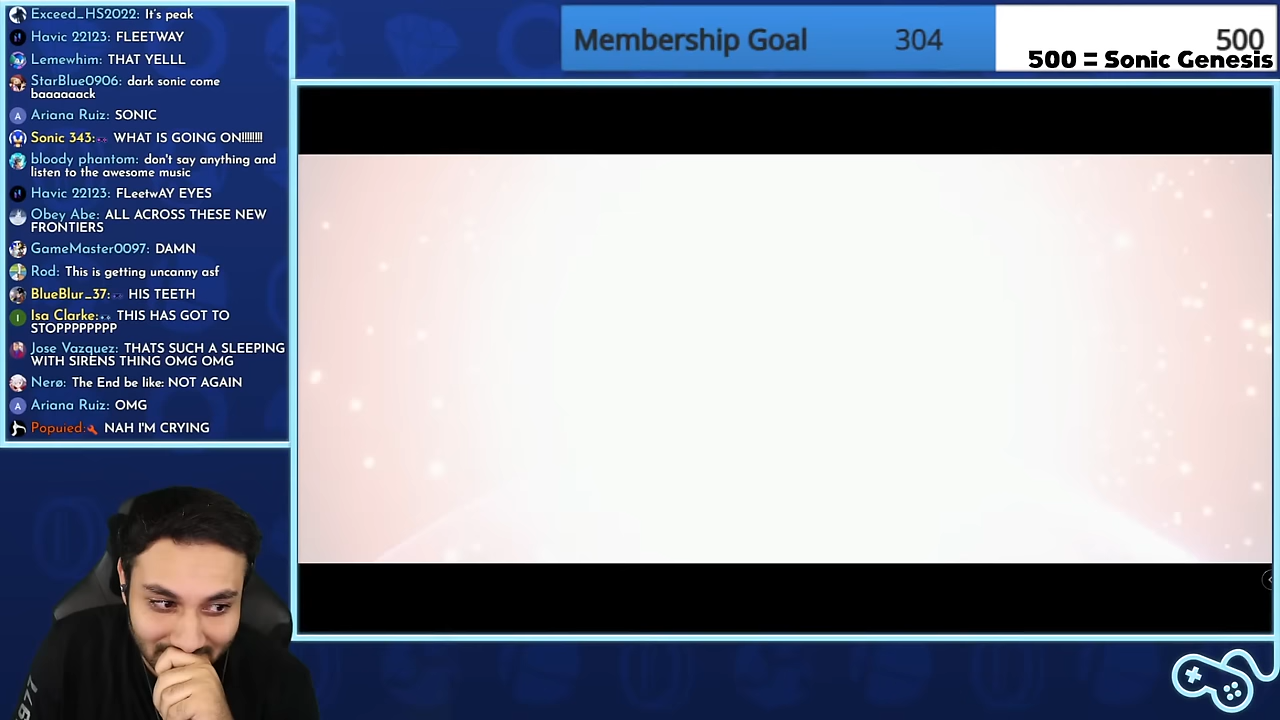 Exceed_HS2022: It's peak
Havic 22123: FLEETWAY
Lemewhim: THAT YELLL
StarBlue0906: dark sonic come
baaaaaack
A Ariana Ruiz: SONIC
Sonic 343: WHAT IS GOING ON!!!!!!!!
bloody phantom: don't say anything and
listen to the awesome music
Havic 22123: FLeetwAY EYES
Obey Abe: ALL ACROSS THESE NEW
FRONTIERS
GameMaster0097: DAMN
Rod: This is getting uncanny asf
BlueBlur_37: HIS TEETH
I Isa Clarke: THIS HAS GOT TO
STOPPPPPPPP
Jose Vazquez: THATS SUCH A SLEEPING
WITH SIRENS THING OMG OMG
Nerø: The End be like: NOT AGAIN
A Ariana Ruiz: OMG
Popuied: NAH I'M CRYING
Membership Goal 304 500
500 = Sonic Genesis